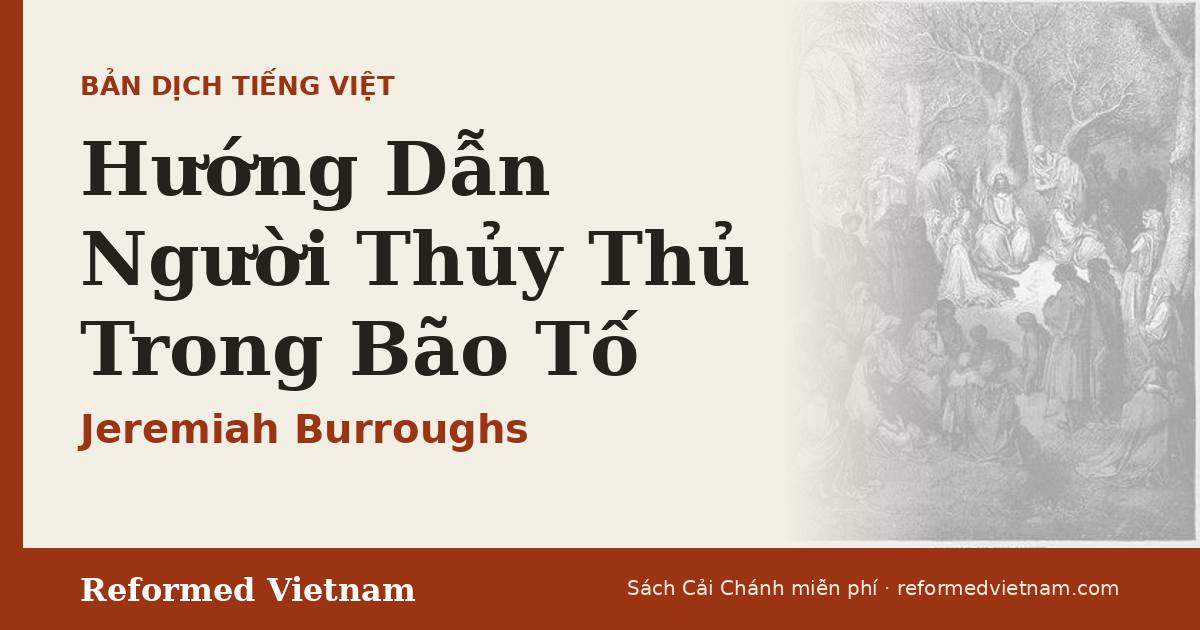 BẢN DỊCH TIẾNG VIỆT
Hướng Dẫn
Người Thủy Thủ
Trong Bão Tố
Jeremiah Burroughs
Reformed Vietnam
Sách Cải Chánh miễn phí · reformedvietnam.com